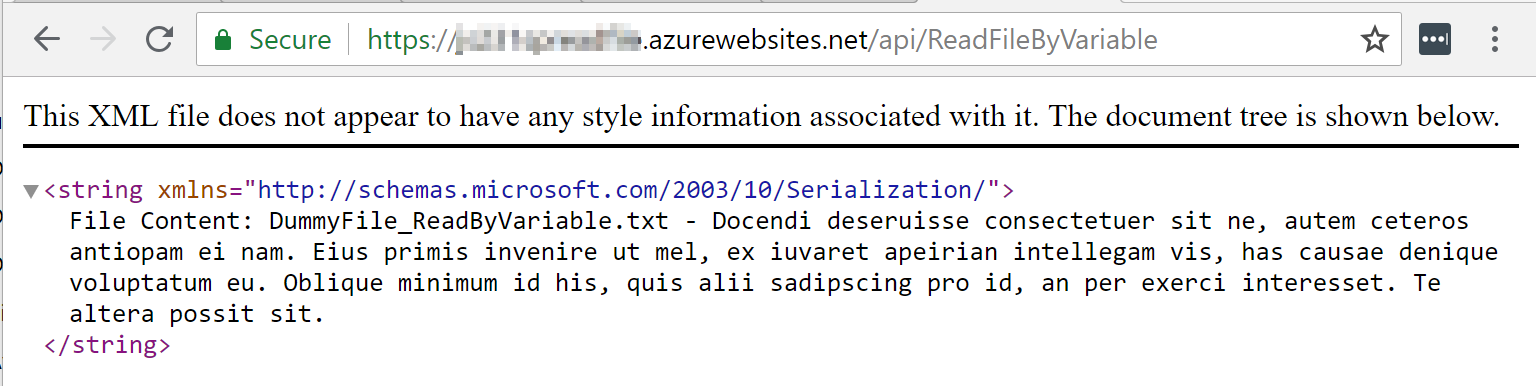 Secure https:// .azurewebsites.net/api/ReadFileByVariable
This XML file does not appear to have any style information associated with it. The document tree is shown below.
<string xmlns="http://schemas.microsoft.com/2003/10/Serialization/">
File Content: DummyFile_ReadByVariable.txt - Docendi deseruisse consectetuer sit ne, autem ceteros
antiopam ei nam. Eius primis invenire ut mel, ex iuvaret apeirian intellegam vis, has causae denique
voluptatum eu. Oblique minimum id his, quis alii sadipscing pro id, an per exerci interesset. Te
altera possit sit.
</string>